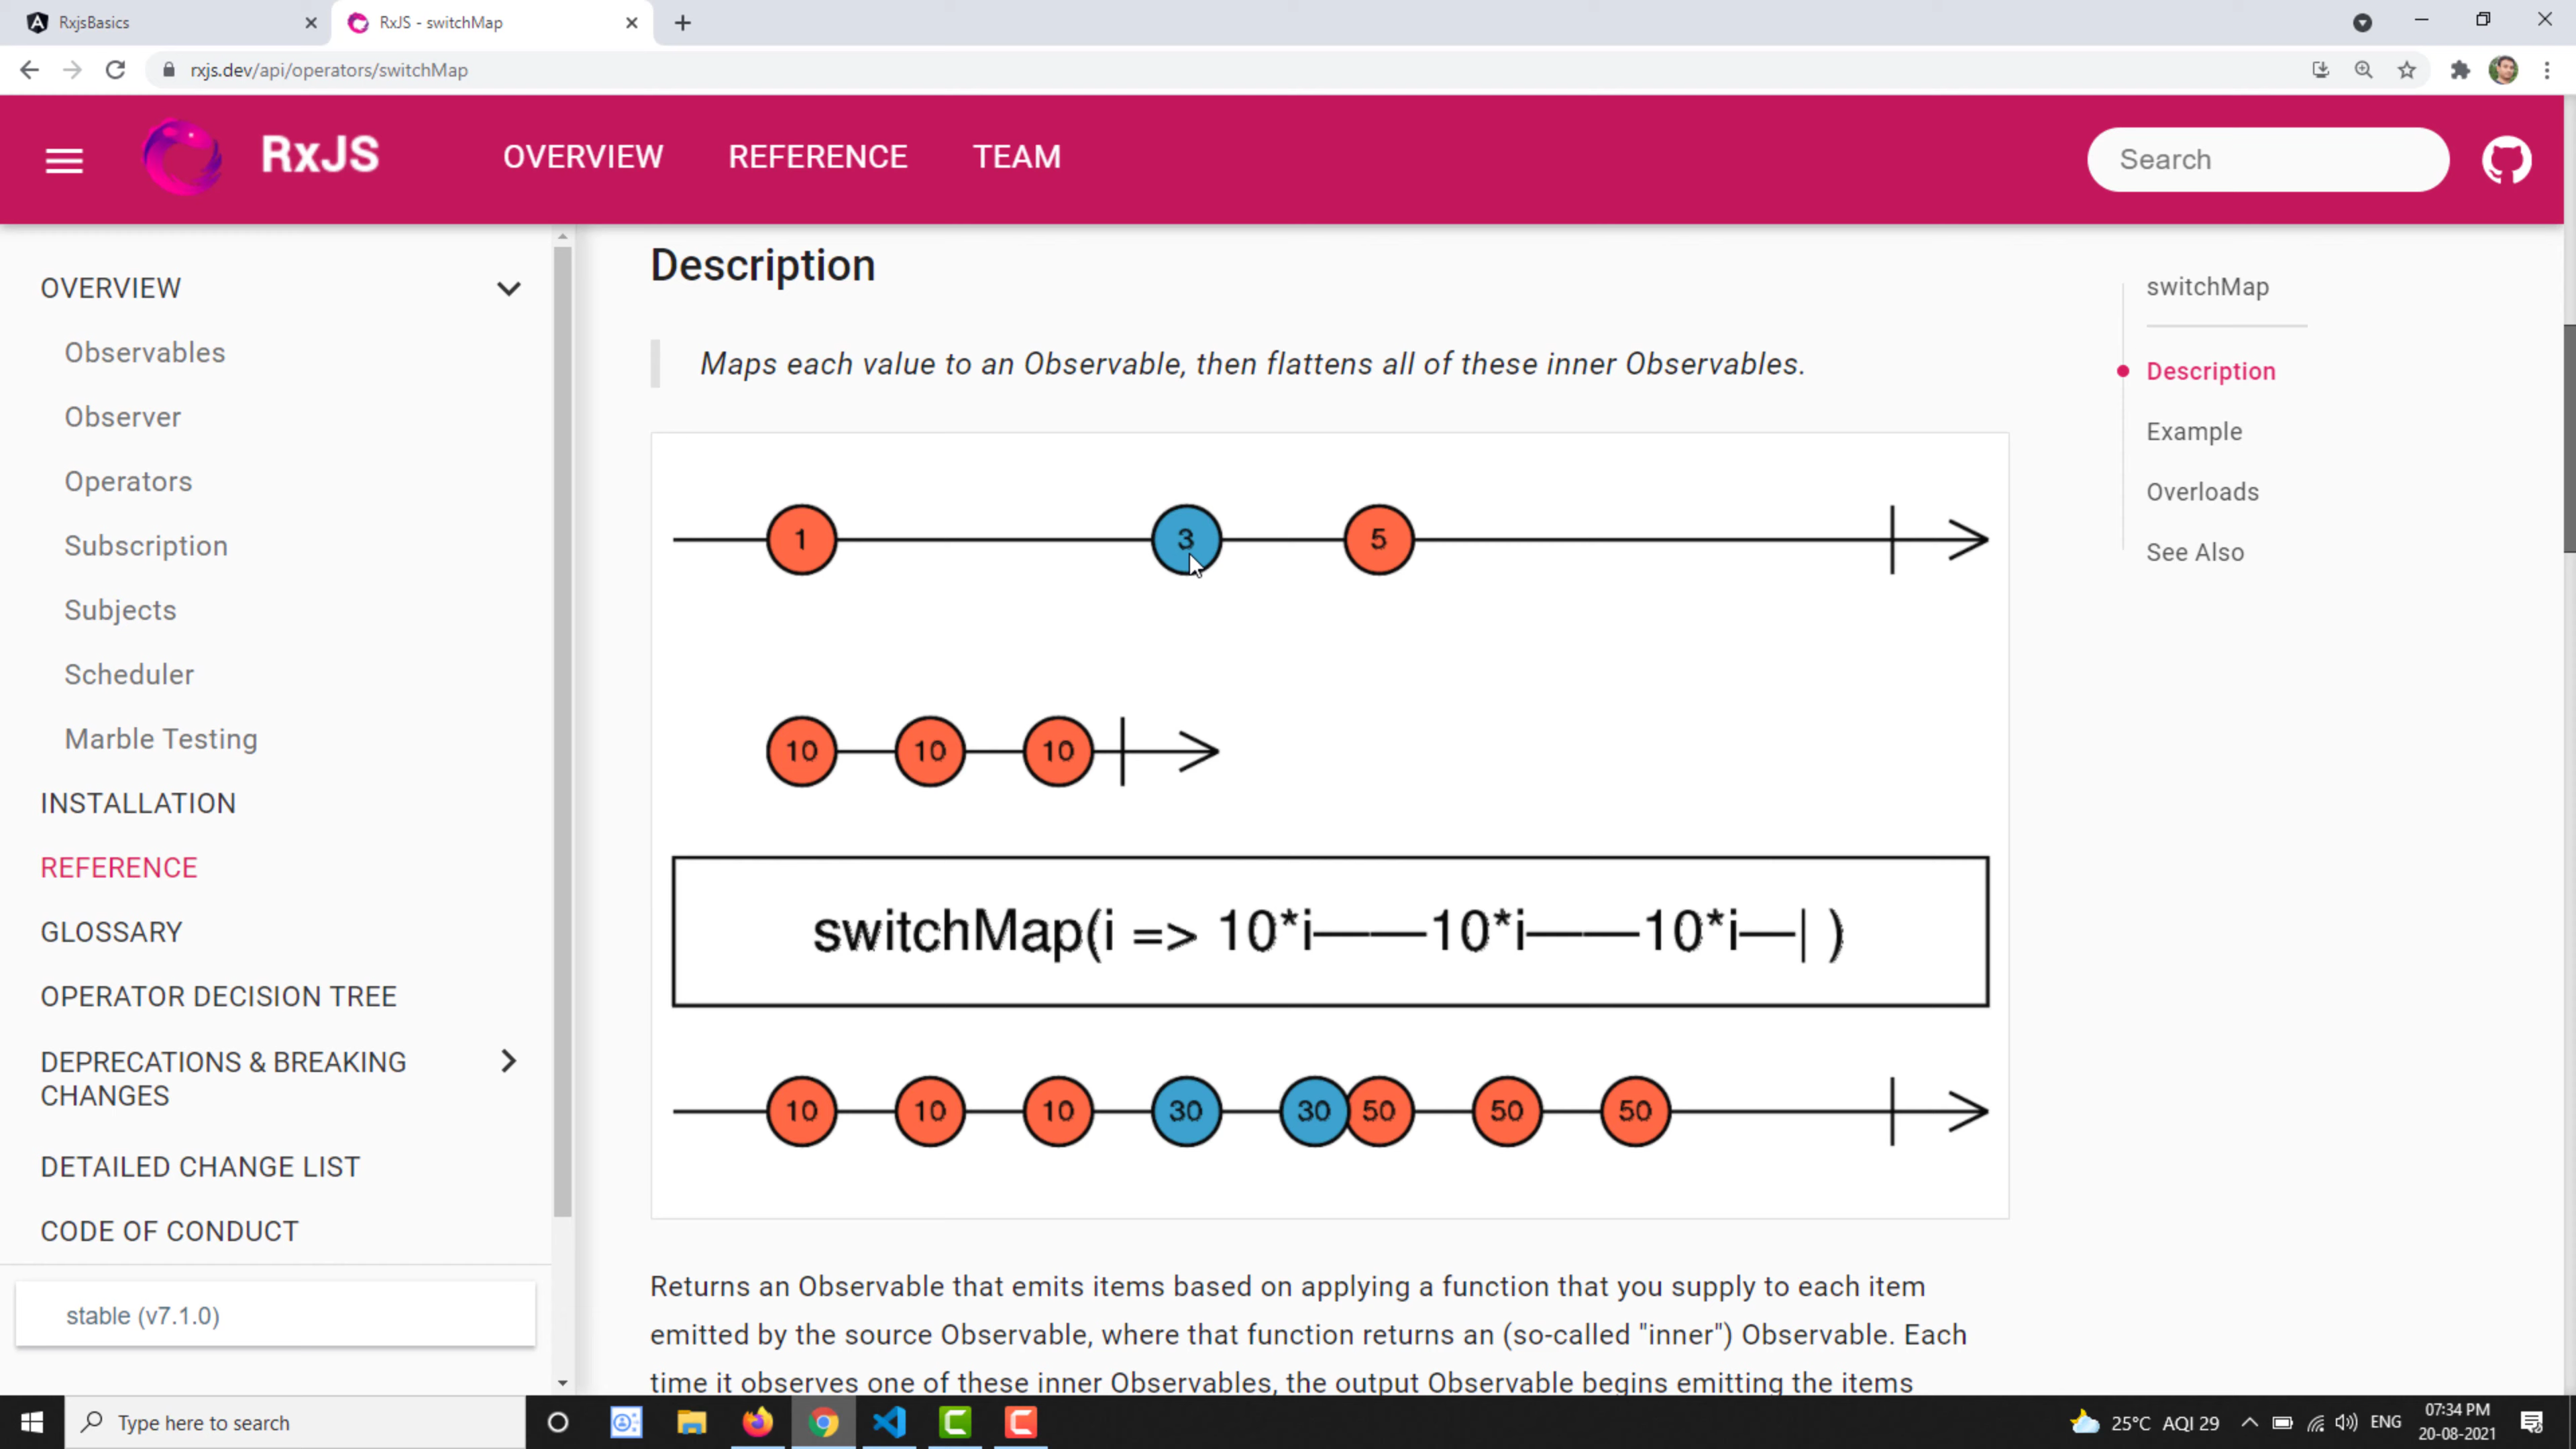 RxjsBasics
RxJS - switchMap
rxjs.dev/api/operators/switchMap
RxJS
OVERVIEW
REFERENCE
TEAM
Search
OVERVIEW
Observables
Observer
Operators
Subscription
Subjects
Scheduler
Marble Testing
INSTALLATION
REFERENCE
GLOSSARY
OPERATOR DECISION TREE
DEPRECATIONS & BREAKING
CHANGES
DETAILED CHANGE LIST
CODE OF CONDUCT
stable (v7.1.0)
Description
Maps each value to an Observable, then flattens all of these inner Observables.
1 3 5
10 10 10
switchMap(i => 10*i——10*i——10*i—| )
10 10 10 30 30 50 50 50
Returns an Observable that emits items based on applying a function that you supply to each item
emitted by the source Observable, where that function returns an (so-called "inner") Observable. Each
time it observes one of these inner Observables, the output Observable begins emitting the items
switchMap
Description
Example
Overloads
See Also
Type here to search
25°C AQI 29
ENG
07:34 PM
20-08-2021